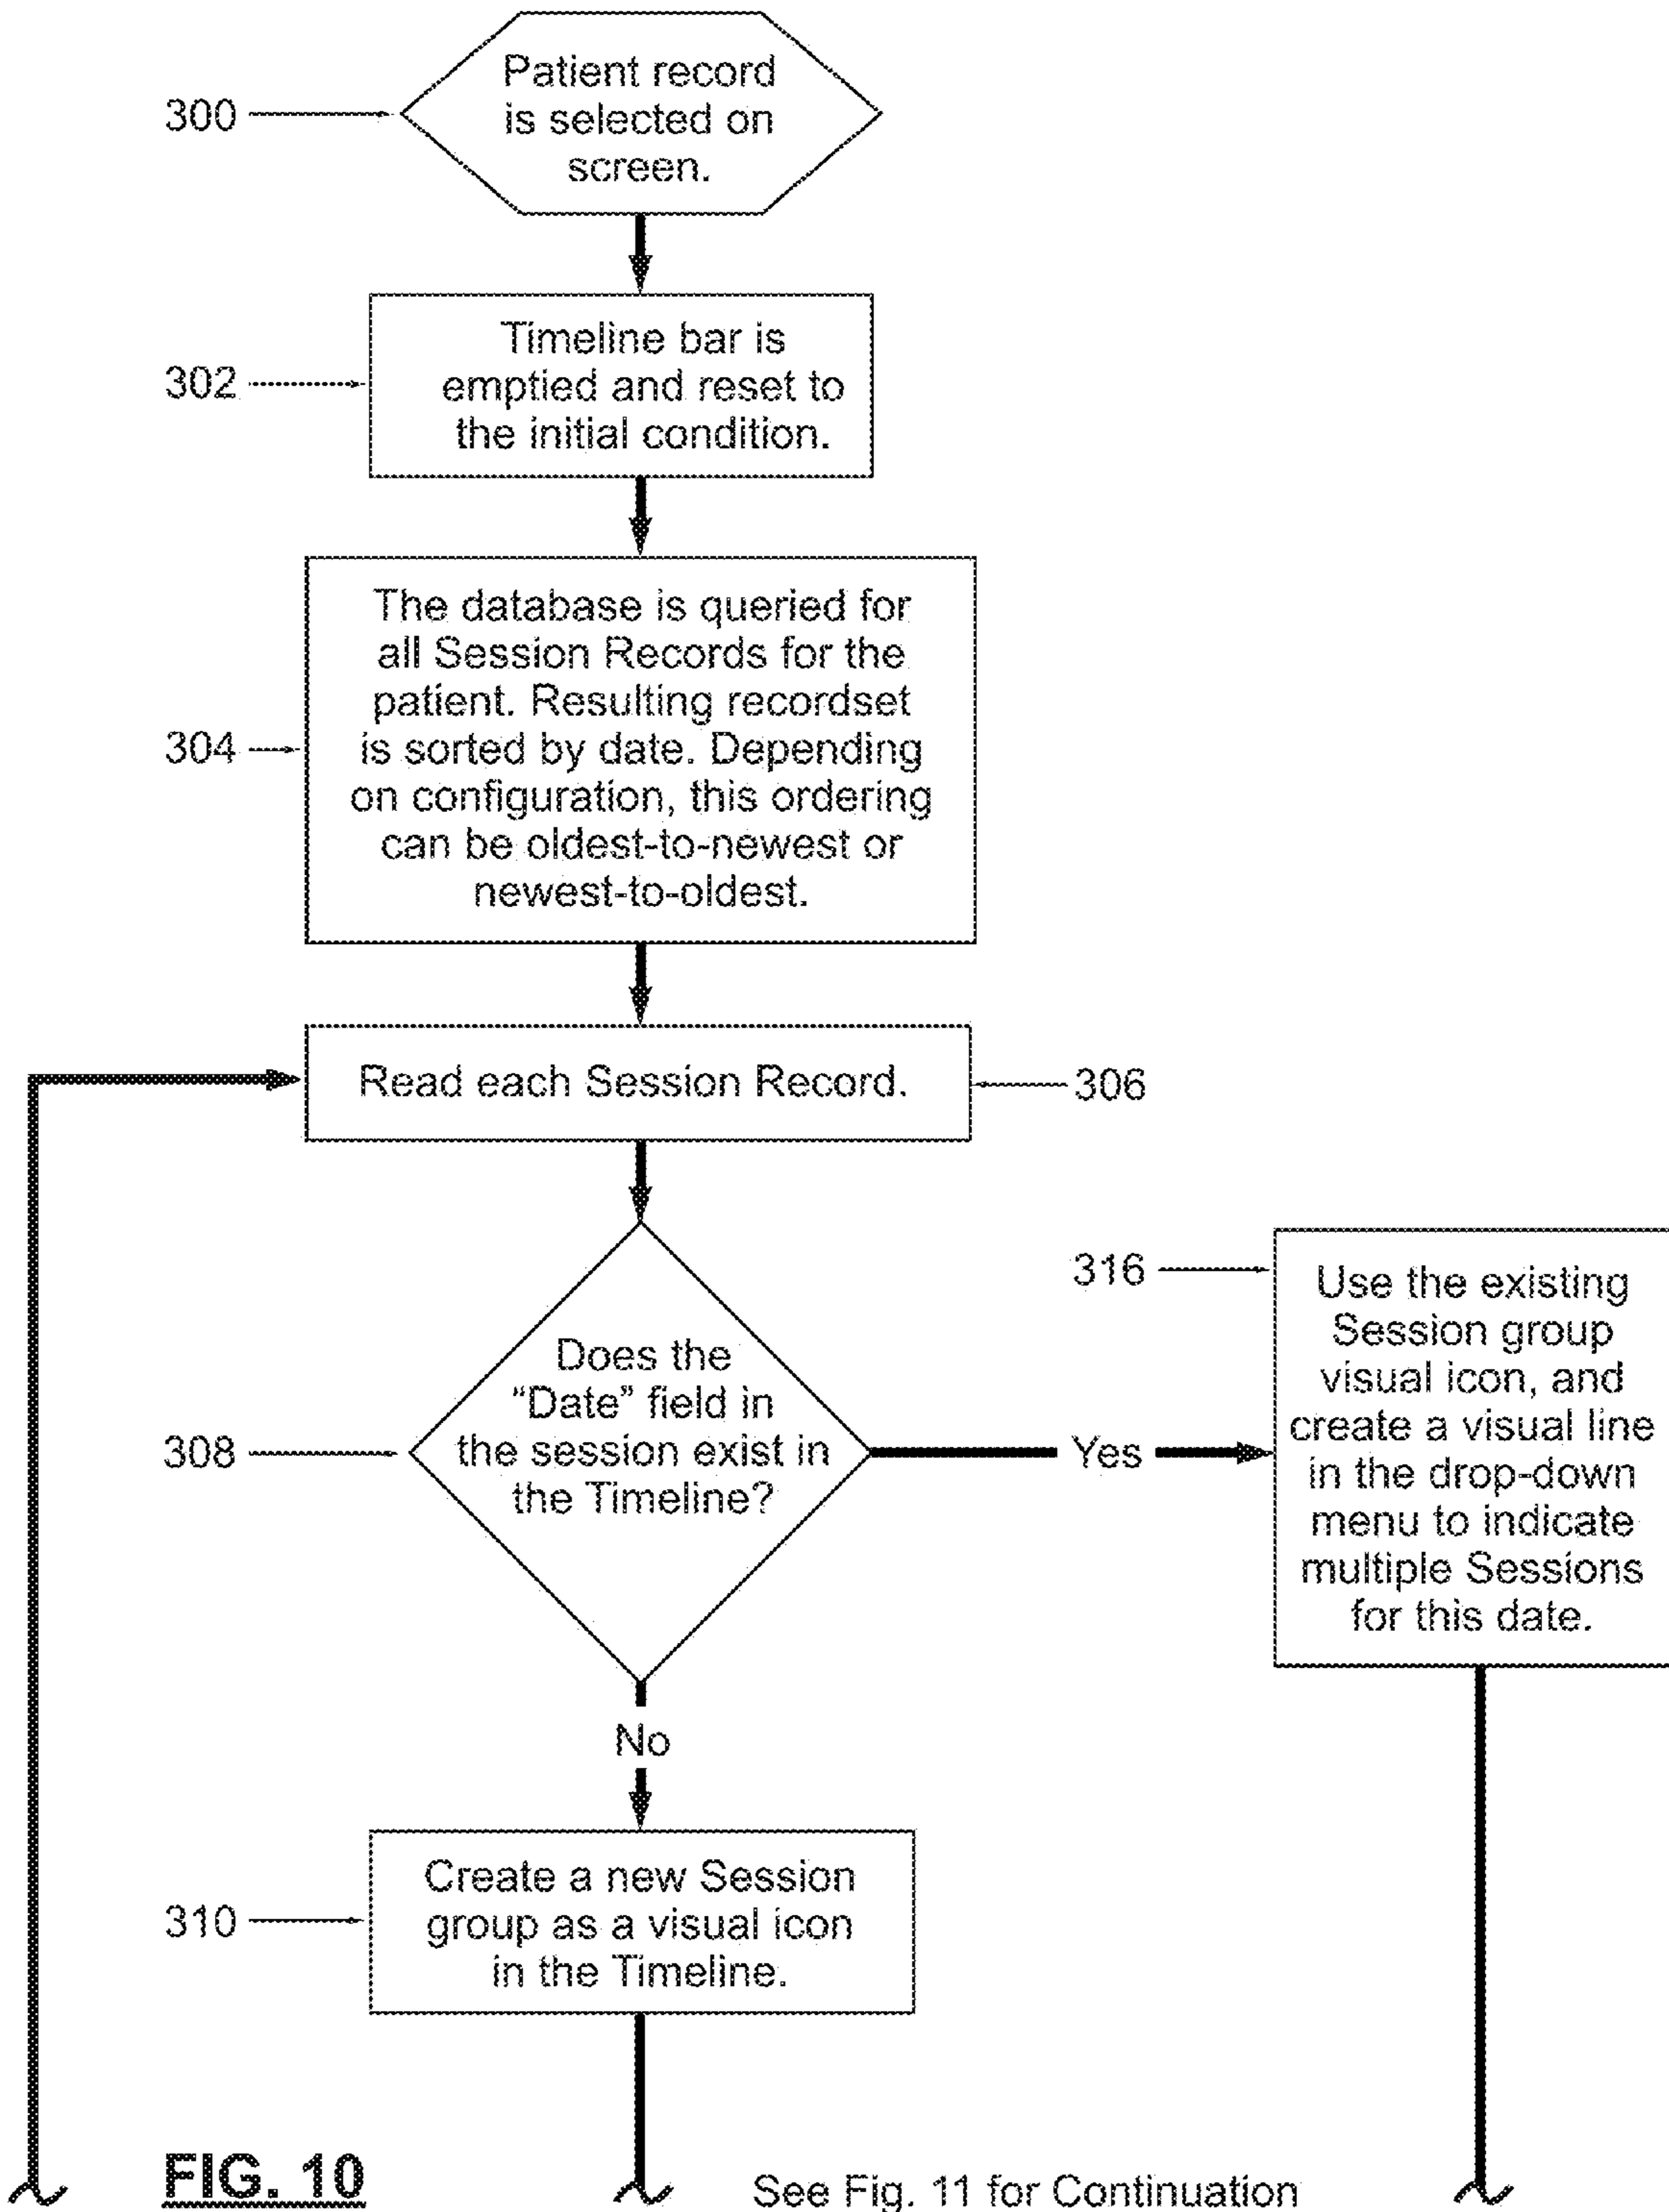 300
Patient record
is selected on
screen.
302
Timeline bar is
emptied and reset to
the initial condition.
304
The database is queried for
all Session Records for the
patient. Resulting recordset
is sorted by date. Depending
on configuration, this ordering
can be oldest-to-newest or
newest-to-oldest.
Read each Session Record.
306
308
Does the
“Date” field in
the session exist in
the Timeline?
Yes
316
Use the existing
Session group
visual icon, and
create a visual line
in the drop-down
menu to indicate
multiple Sessions
for this date.
No
310
Create a new Session
group as a visual icon
in the Timeline.
FIG. 10
See Fig. 11 for Continuation